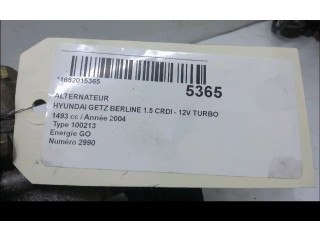 *1652015365
5365
ALTERNATEUR
HYUNDAI GETZ BERLINE 1.5 CRDI - 12V TURBO
1493 cc / Année 2004
Type 100213
Energie GO
Numéro 2990